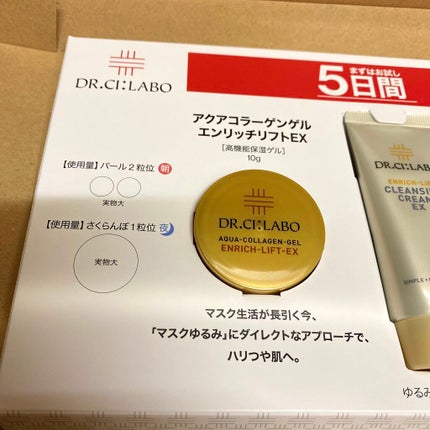 DR.CI:LABO
まずはお試し
5日間
アクアコラーゲンゲル
エンリッチリフトEX
[高機能保湿ゲル]
10g
【使用量】パール2粒位 朝
実物大
【使用量】さくらんぼ1粒位 夜
実物大
DR.CI:LABO
AQUA-COLLAGEN-GEL
ENRICH-LIFT-EX
マスク生活が長引く今、
「マスクゆるみ」にダイレクトなアプローチで、
ハリつや肌へ。
DR.CI:LABO
ENRICH-LIF
CLEANSIN
CREAM
EX
ゆるみ